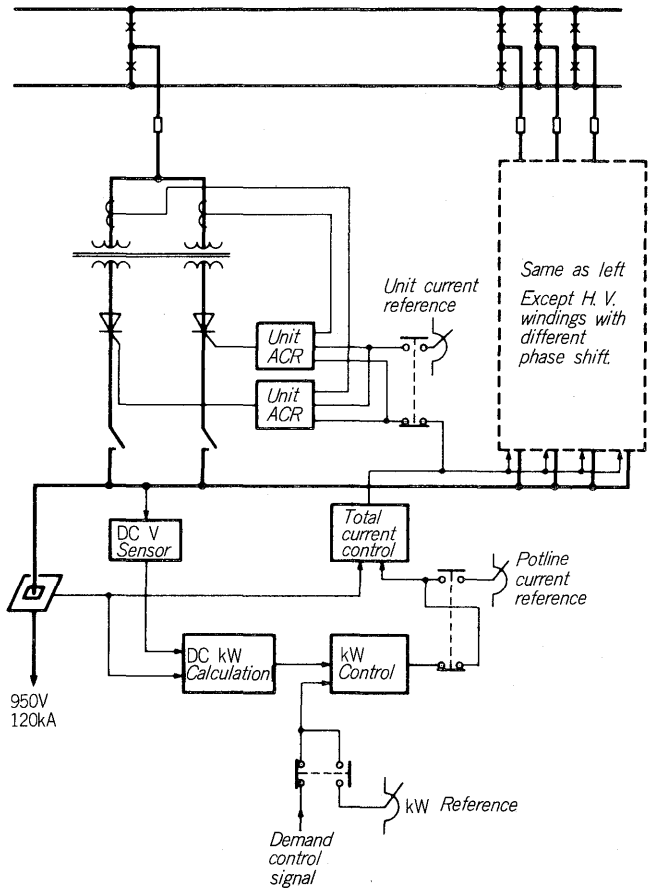 Unit current
reference
Same as left
Except H. V.
windings with
different
phase shift.
Unit
ACR
Unit
ACR
DC V
Sensor
Total
current
control
Potline
current
reference
DC kW
Calculation
kW
Control
950V
120kA
kW Reference
Demand
control
signal